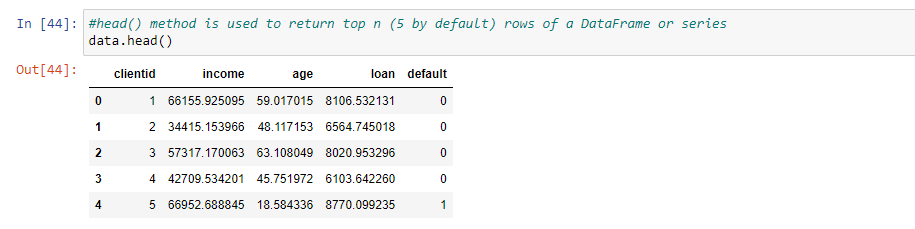 In [44]: #head() method is used to return top n (5 by default) rows of a DataFrame or series
data.head()
Out[44]:
clientid income age loan default
0 1 66155.925095 59.017015 8106.532131 0
1 2 34415.153966 48.117153 6564.745018 0
2 3 57317.170063 63.108049 8020.953296 0
3 4 42709.534201 45.751972 6103.642260 0
4 5 66952.688845 18.584336 8770.099235 1